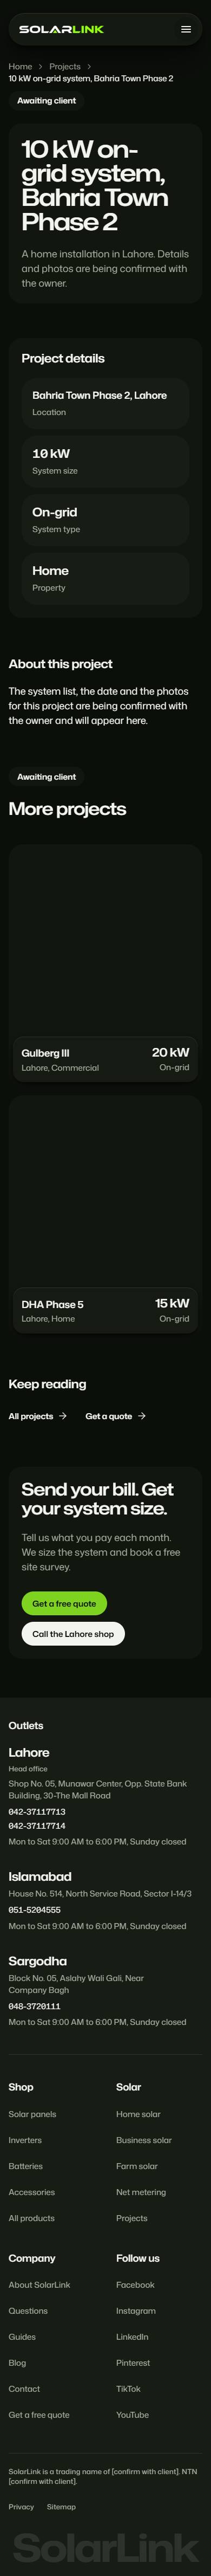 SOLARLINK
Home > Projects >
10 kW on-grid system, Bahria Town Phase 2
Awaiting client
10 kW on-
grid system,
Bahria Town
Phase 2
A home installation in Lahore. Details
and photos are being confirmed with
the owner.
Project details
Bahria Town Phase 2, Lahore
Location
10 kW
System size
On-grid
System type
Home
Property
About this project
The system list, the date and the photos
for this project are being confirmed with
the owner and will appear here.
Awaiting client
More projects
Gulberg III
20 kW
Lahore, Commercial
On-grid
DHA Phase 5
15 kW
Lahore, Home
On-grid
Keep reading
All projects → Get a quote →
Send your bill. Get
your system size.
Tell us what you pay each month.
We size the system and book a free
site survey.
Get a free quote
Call the Lahore shop
Outlets
Lahore
Head office
Shop No. 05, Munawar Center, Opp. State Bank
Building, 30-The Mall Road
042-37117713
042-37117714
Mon to Sat 9:00 AM to 6:00 PM, Sunday closed
Islamabad
House No. 514, North Service Road, Sector I-14/3
051-5204555
Mon to Sat 9:00 AM to 6:00 PM, Sunday closed
Sargodha
Block No. 05, Aslahy Wali Gali, Near
Company Bagh
048-3720111
Mon to Sat 9:00 AM to 6:00 PM, Sunday closed
Shop
Solar panels
Inverters
Batteries
Accessories
All products
Solar
Home solar
Business solar
Farm solar
Net metering
Projects
Company
About SolarLink
Questions
Guides
Blog
Contact
Get a free quote
Follow us
Facebook
Instagram
LinkedIn
Pinterest
TikTok
YouTube
SolarLink is a trading name of [confirm with client]. NTN
[confirm with client].
Privacy Sitemap
SolarLink